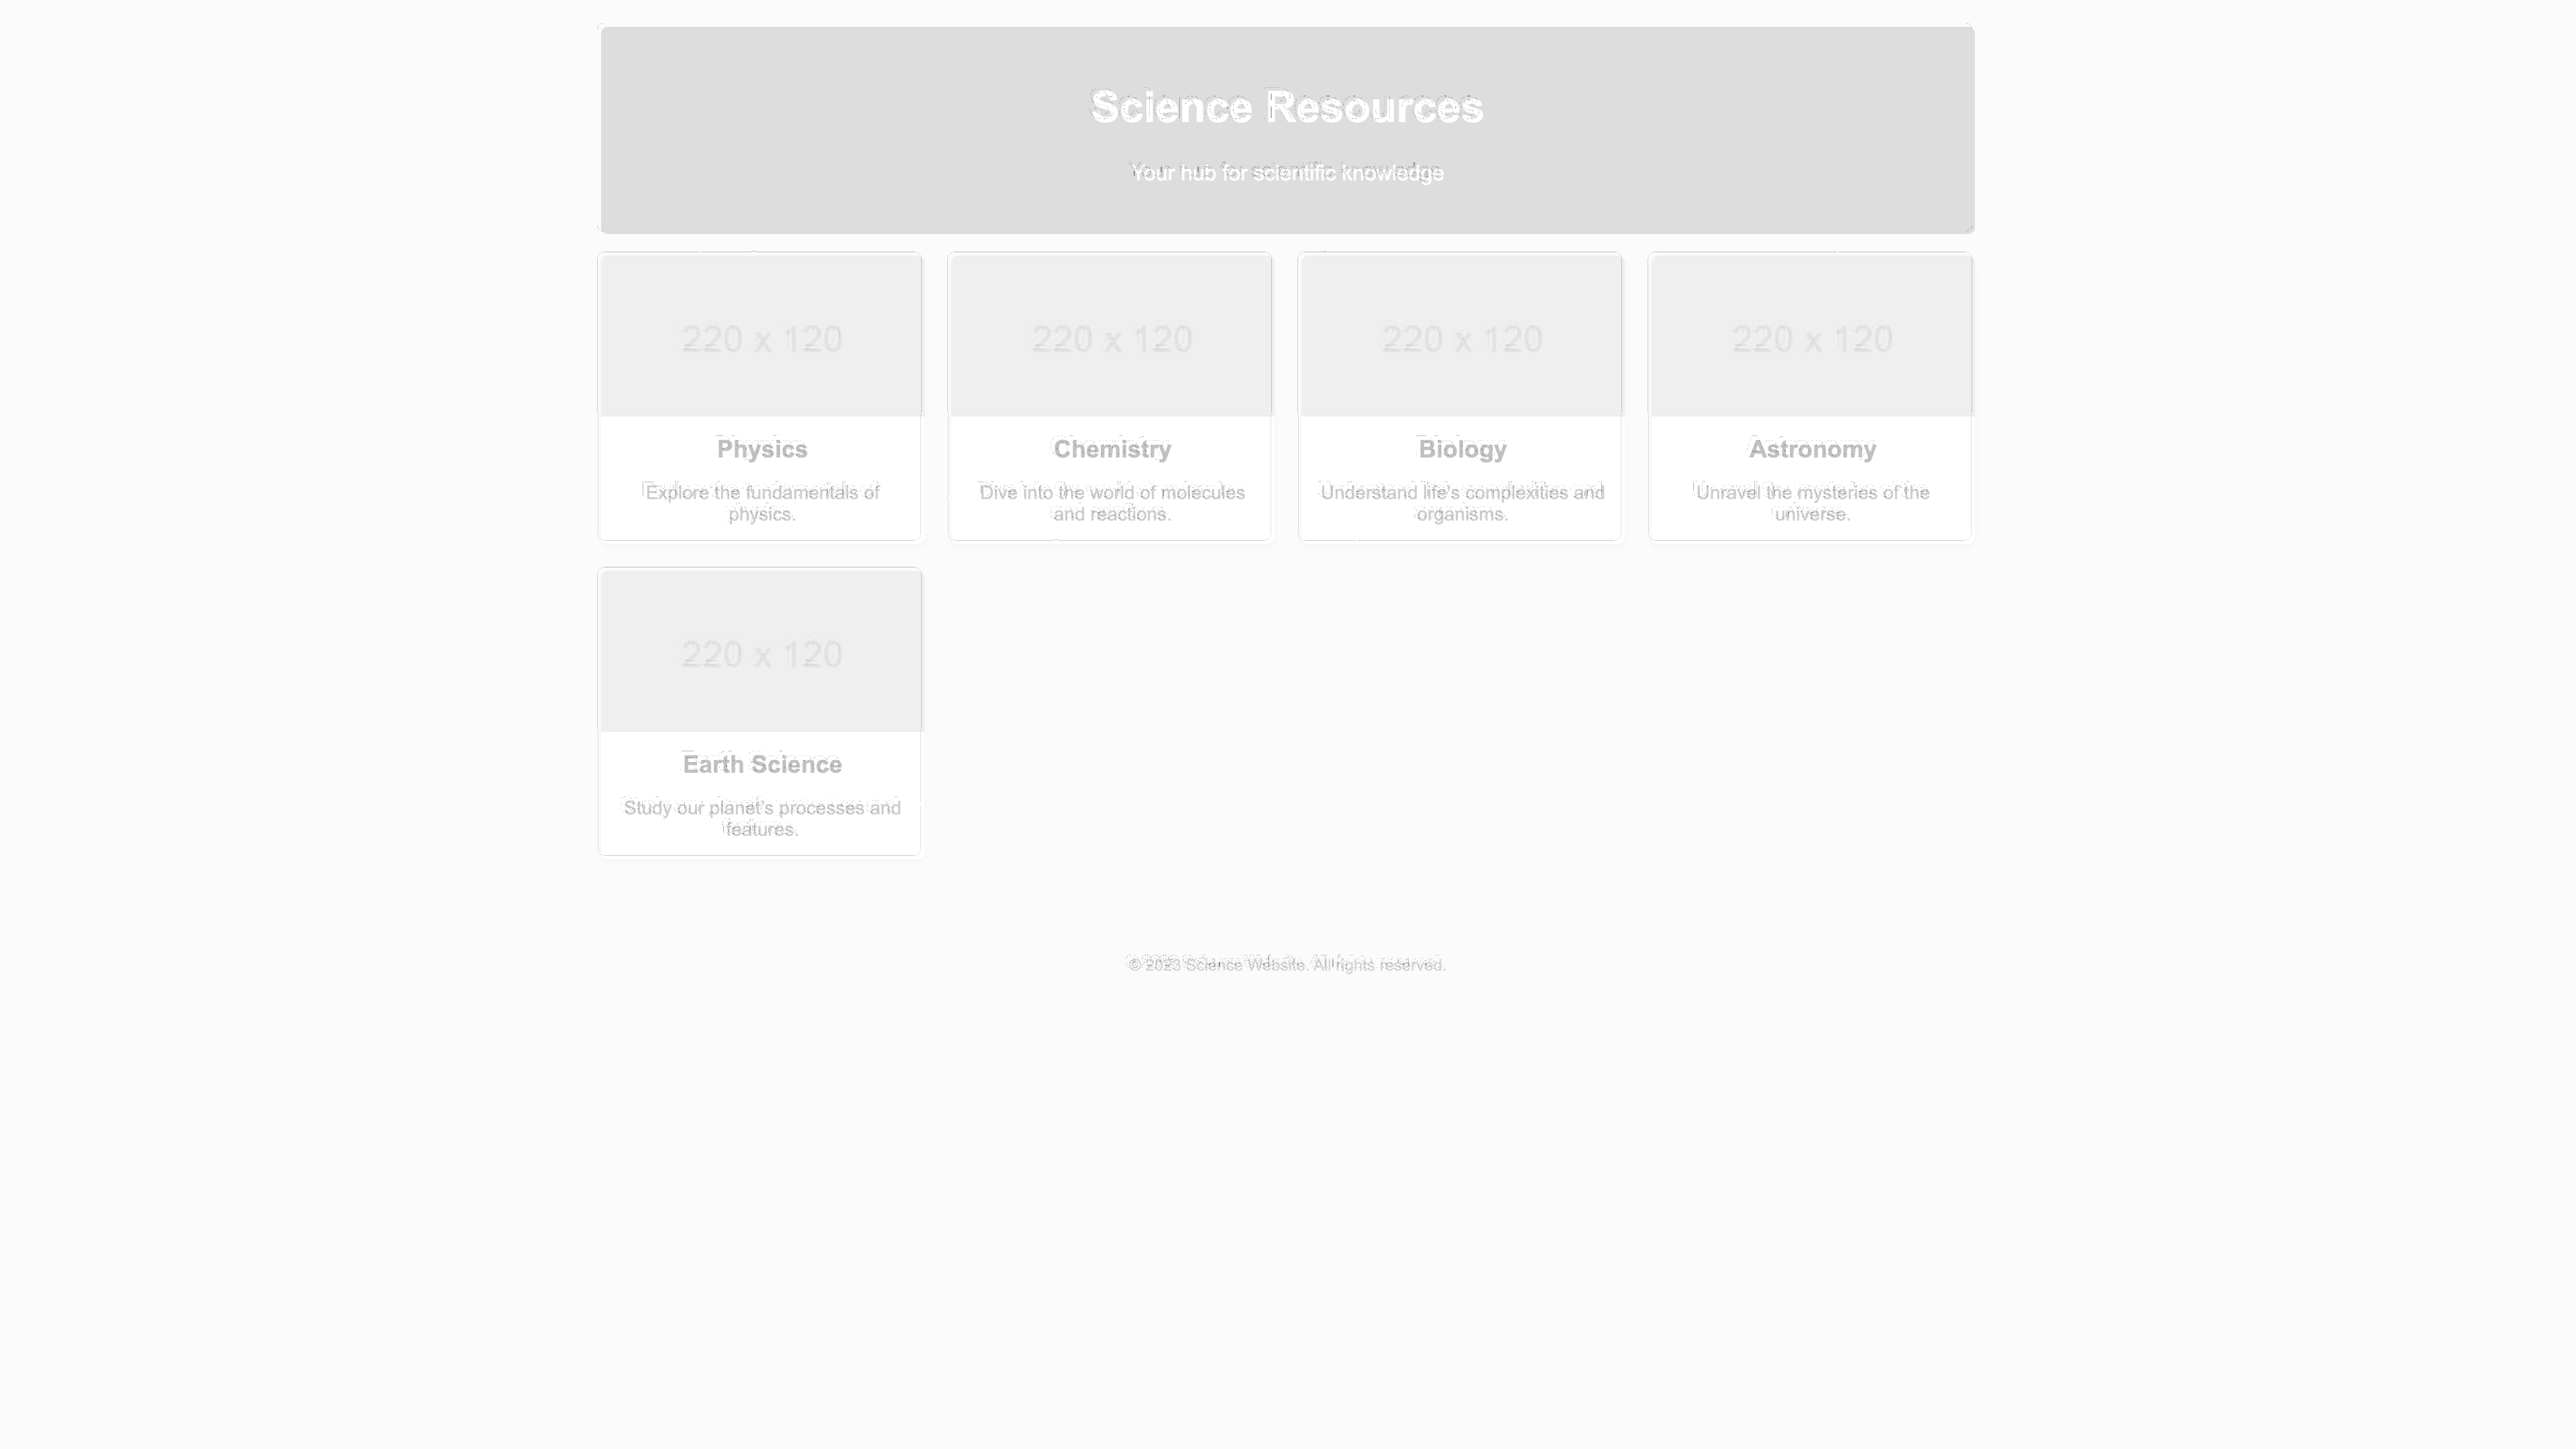 Science Resources
Your hub for scientific knowledge
220 x 120
220 x 120
220 x 120
220 x 120
Physics
Explore the fundamentals of
physics.
Chemistry
Dive into the world of molecules
and reactions.
Biology
Understand life's complexities and
organisms.
Astronomy
Unravel the mysteries of the
universe.
220 x 120
Earth Science
Study our planet's processes and
features.
© 2023 Science Website. All rights reserved.